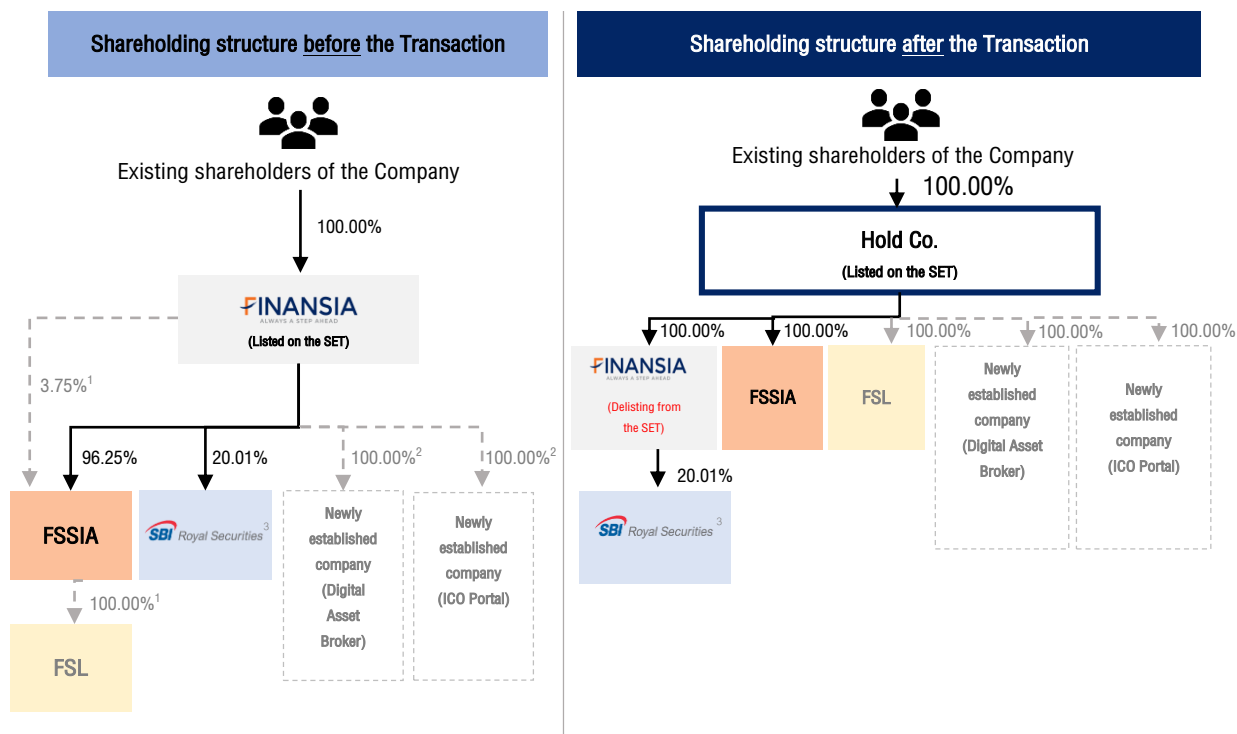 Shareholding structure before the Transaction
Existing shareholders of the Company
100.00%
FINANSIA
ALWAYS A STEP AHEAD
(Listed on the SET)
3.75%1
96.25%
20.01%
100.00%2
100.00%2
FSSIA
SBI Royal Securities3
Newly
established
company
(Digital
Asset
Broker)
Newly
established
company
(ICO Portal)
100.00%1
FSL
Shareholding structure after the Transaction
Existing shareholders of the Company
100.00%
Hold Co.
(Listed on the SET)
100.00%
100.00%
100.00%
100.00%
100.00%
FINANSIA
ALWAYS A STEP AHEAD
(Delisting from
the SET)
FSSIA
FSL
Newly
established
company
(Digital Asset
Broker)
Newly
established
company
(ICO Portal)
20.01%
SBI Royal Securities3